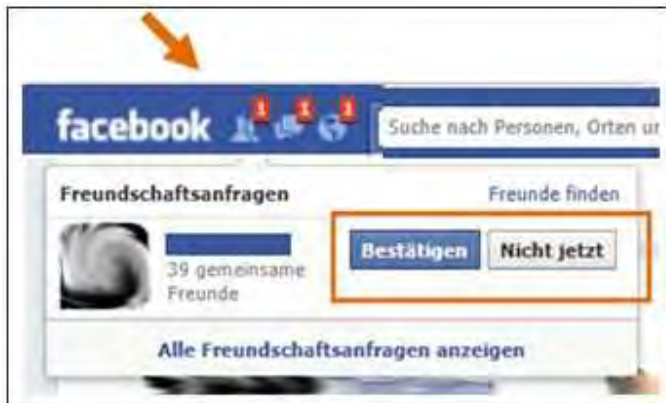 facebook 1 1 1 Suche nach Personen, Orten un
Freundschaftsanfragen Freunde finden
Bestätigen Nicht jetzt
39 gemeinsame
Freunde
Alle Freundschaftsanfragen anzeigen